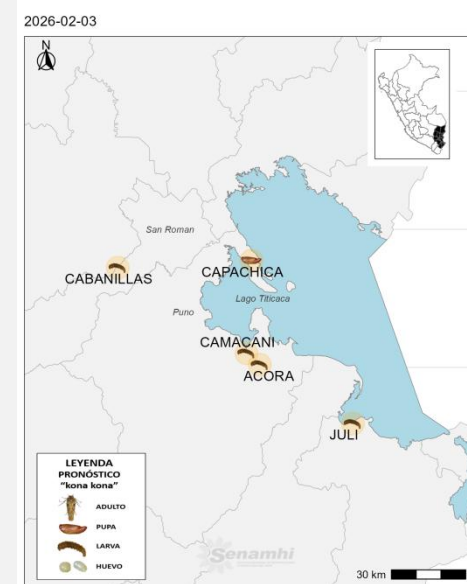 2026-02-03
N
San Roman
CABANILLAS
CAPACHICA
Lago Titicaca
Puno
CAMACANI
ACORA
JULI
LEYENDA
PRONÓSTICO
"kona kona"
ADULTO
PUPA
LARVA
HUEVO
Senamhi
30 km